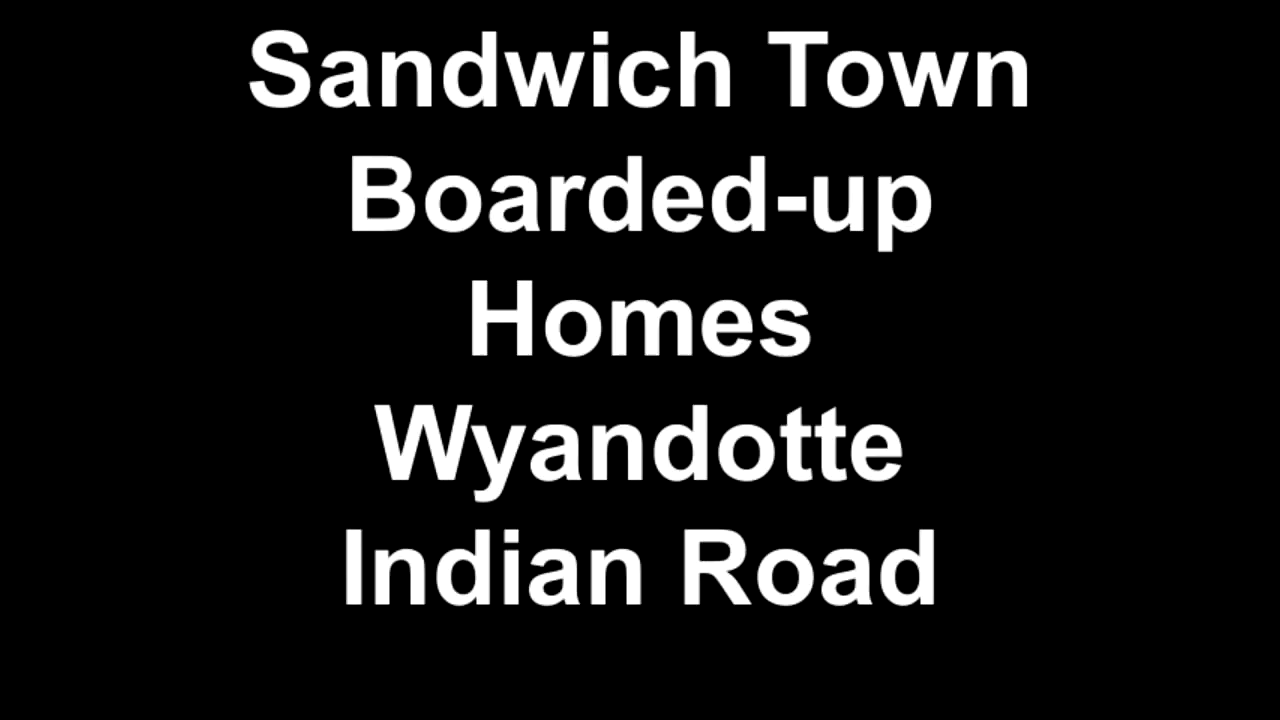 Sandwich Town
Boarded-up
Homes
Wyandotte
Indian Road